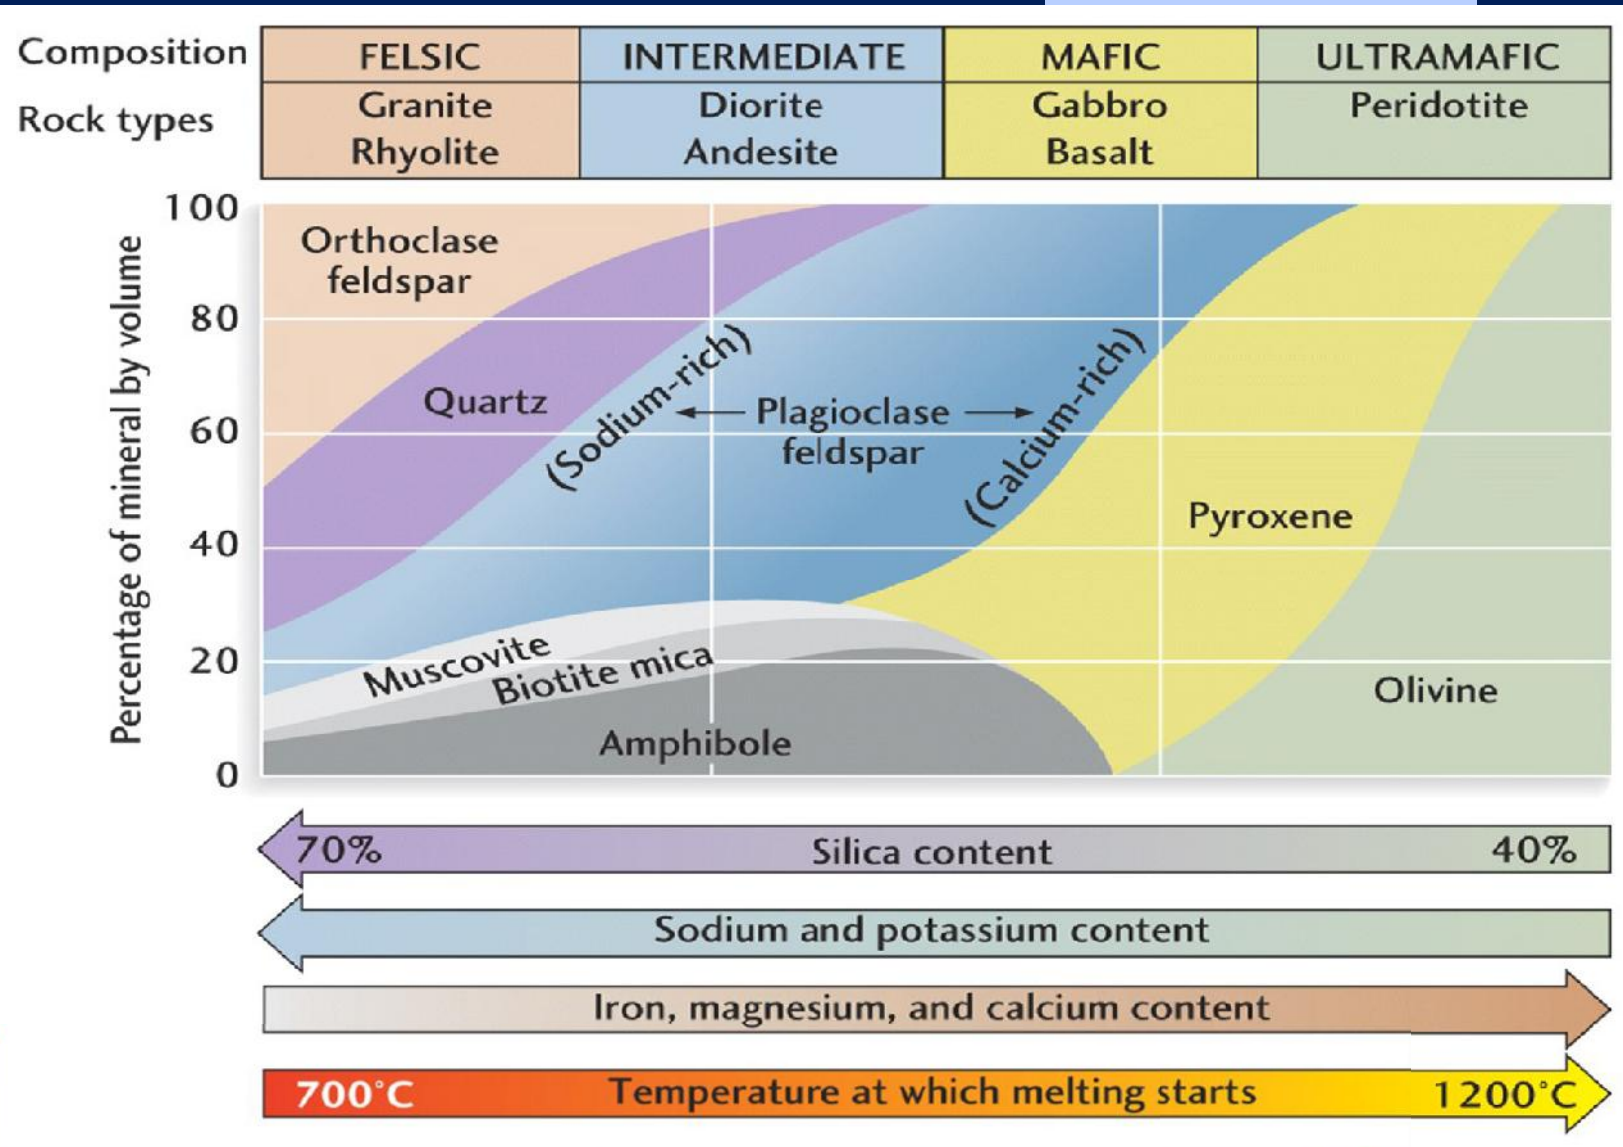 Composition
FELSIC
INTERMEDIATE
MAFIC
ULTRAMAFIC
Rock types
Granite
Rhyolite
Diorite
Andesite
Gabbro
Basalt
Peridotite
Percentage of mineral by volume
100
80
60
40
20
0
Orthoclase
feldspar
Quartz
(Sodium-rich)
Plagioclase
feldspar
(Calcium-rich)
Pyroxene
Muscovite
Biotite mica
Amphibole
Olivine
70% Silica content 40%
Sodium and potassium content
Iron, magnesium, and calcium content
700°C Temperature at which melting starts 1200°C